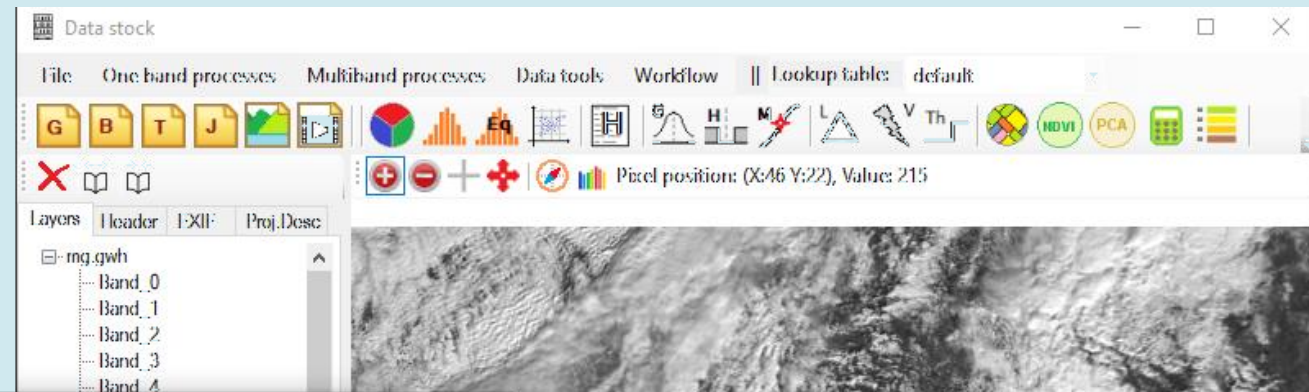 Data stock
File One band processes Multiband processes Data tools Workflow || Lookup table: default
G B T J Eq H G H M L V Th NDVI PCA
Pixel position: (X:46 Y:22), Value: 215
Layers Header EXIF Proj.Desc
rng.gwh
Band_0
Band_1
Band_2
Band_3
Band_4